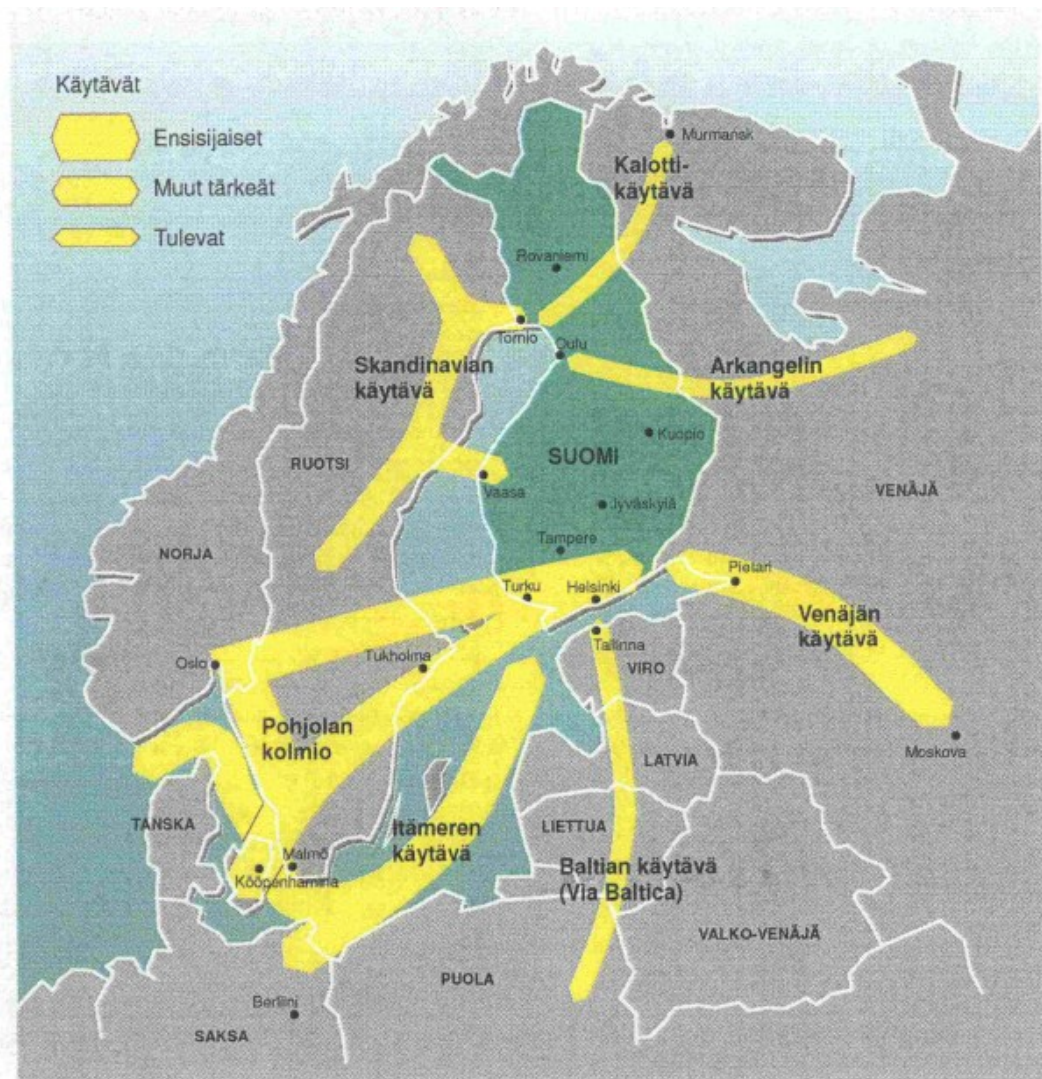 Käytävät
Ensisijaiset
Muut tärkeät
Tulevat
Murmansk
Kalotti-
käytävä
Rovaniemi
Tornio
Oulu
Skandinavian
käytävä
Arkangelin
käytävä
Kuopio
SUOMI
RUOTSI
Vaasa
VENÄJÄ
Jyväskylä
NORJA
Tampere
Pietari
Turku
Helsinki
Venäjän
käytävä
Tallinna
Oslo
Tukholma
VIRO
Pohjolan
kolmio
Moskova
LATVIA
TANSKA
Itämeren
käytävä
LIETTUA
Malmö
Kööpenhamina
Baltian käytävä
(Via Baltica)
VALKO-VENÄJÄ
PUOLA
Berliini
SAKSA